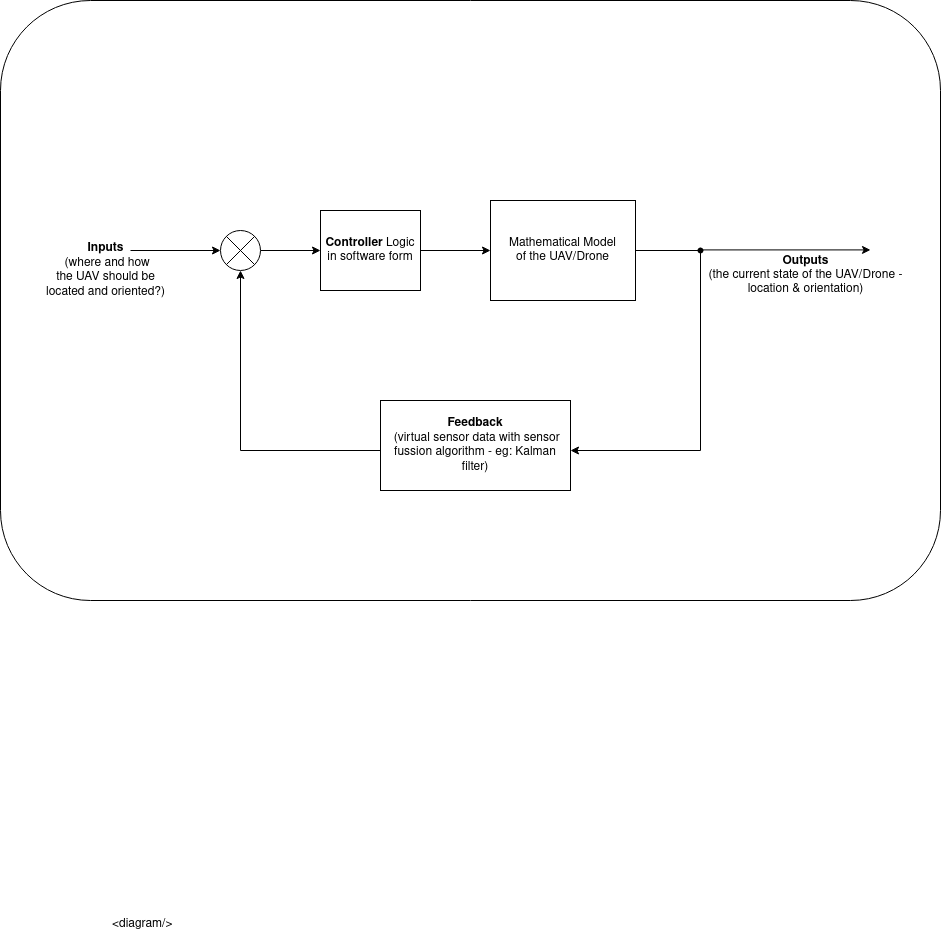 Inputs
(where and how
the UAV should be
located and oriented?)
Controller Logic
in software form
Mathematical Model
of the UAV/Drone
Outputs
(the current state of the UAV/Drone -
location & orientation)
Feedback
(virtual sensor data with sensor
fussion algorithm - eg: Kalman
filter)
<diagram/>